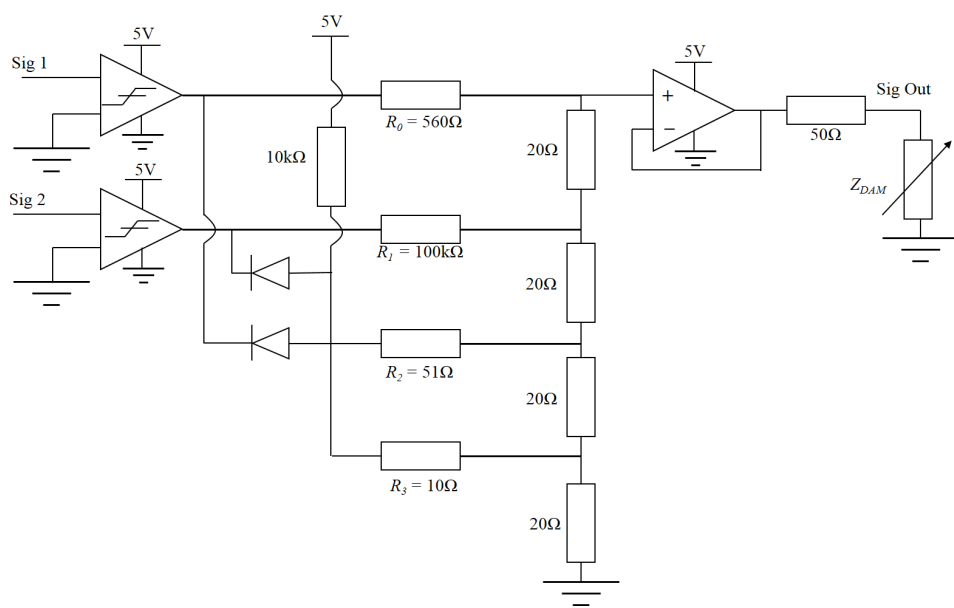 5V
5V
5V
Sig 1
Sig Out
R0 = 560Ω
50Ω
20Ω
10kΩ
5V
ZDAM
Sig 2
R1 = 100kΩ
20Ω
R2 = 51Ω
20Ω
R3 = 10Ω
20Ω